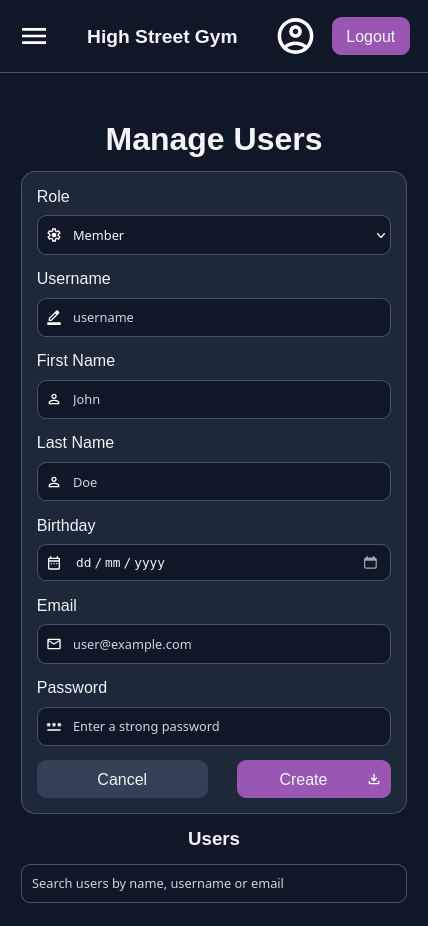 High Street Gym
Logout
Manage Users
Role
Member
Username
username
First Name
John
Last Name
Doe
Birthday
dd / mm / yyyy
Email
user@example.com
Password
Enter a strong password
Cancel
Create
Users
Search users by name, username or email